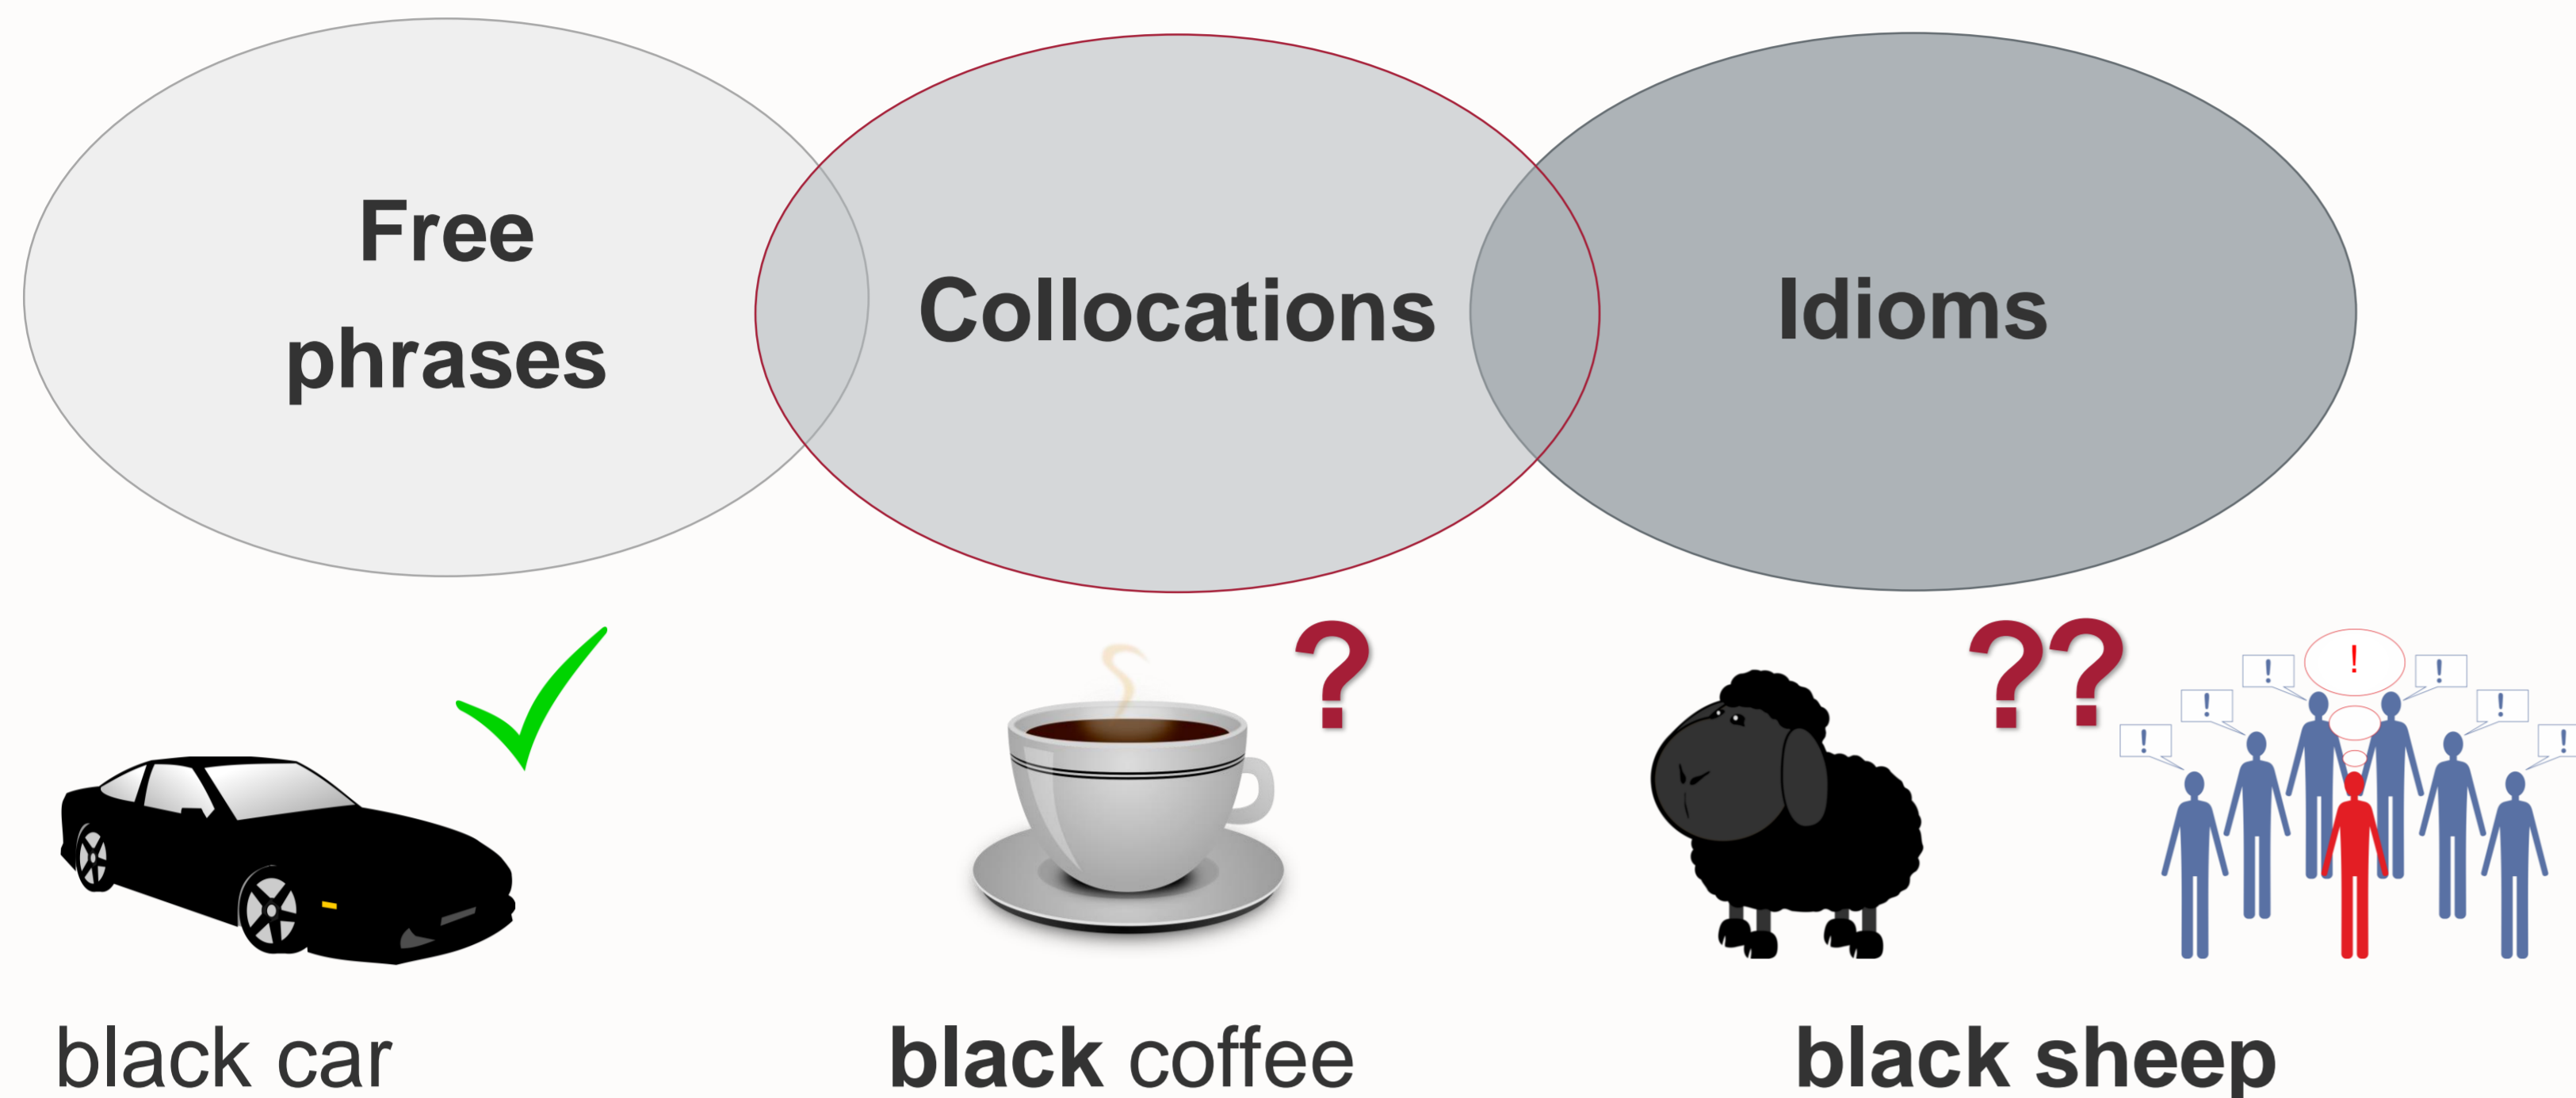 Free
phrases
Collocations
Idioms
?
??
!
!
!
!
!
!
!
black car
black coffee
black sheep